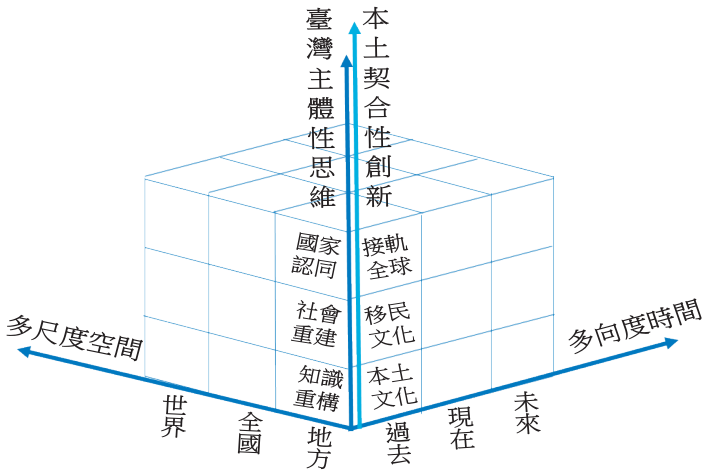 臺灣主體性思維
本土契合性創新
國家
認同
接軌
全球
社會
重建
移民
文化
知識
重構
本土
文化
多尺度空間
多向度時間
世界
全國
地方
過去
現在
未來